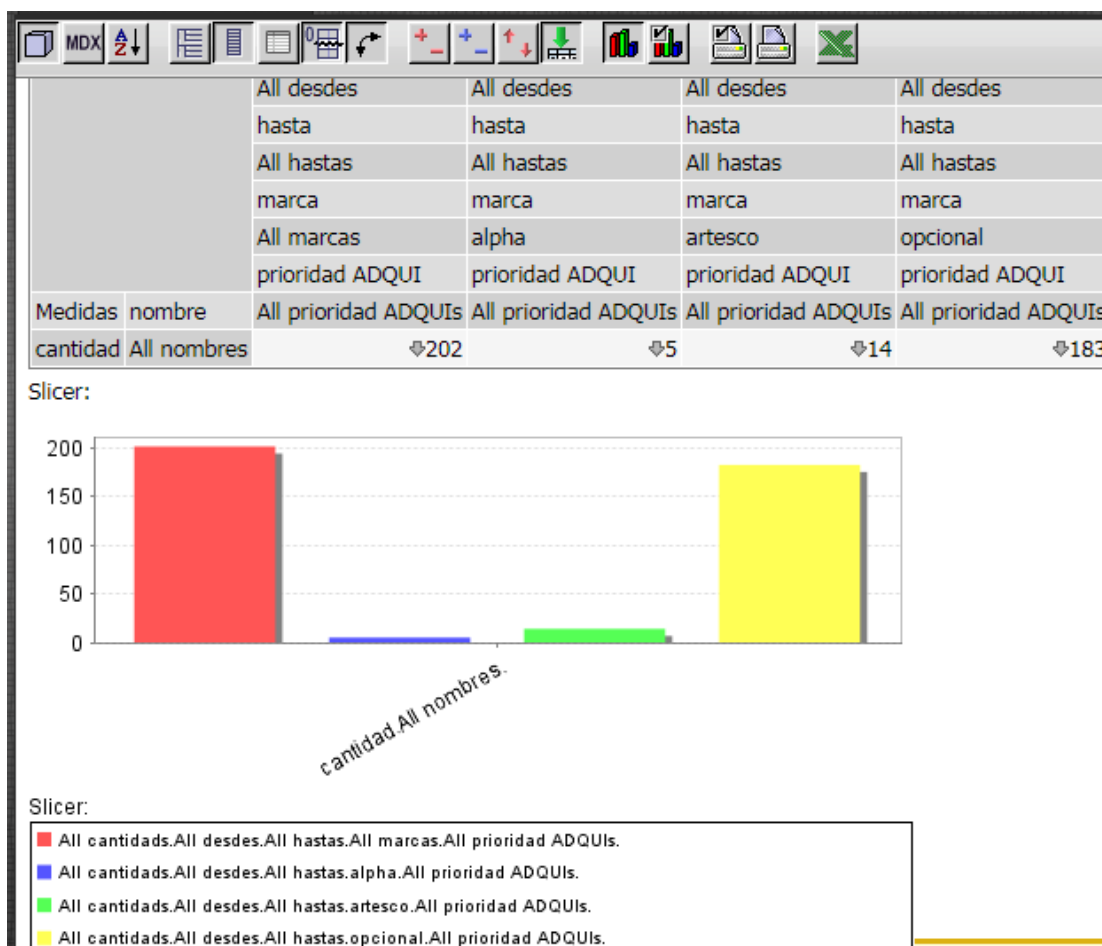 MDX A Z
All desdes All desdes All desdes All desdes
hasta hasta hasta hasta
All hastas All hastas All hastas All hastas
marca marca marca marca
All marcas alpha artesco opcional
prioridad ADQUI prioridad ADQUI prioridad ADQUI prioridad ADQUI
Medidas nombre All prioridad ADQUIs All prioridad ADQUIs All prioridad ADQUIs All prioridad ADQUIs
cantidad All nombres 202 5 14 183
Slicer:
200
150
100
50
0
cantidad.All nombres.
Slicer:
All cantidads.All desdes.All hastas.All marcas.All prioridad ADQUIs.
All cantidads.All desdes.All hastas.alpha.All prioridad ADQUIs.
All cantidads.All desdes.All hastas.artesco.All prioridad ADQUIs.
All cantidads.All desdes.All hastas.opcional.All prioridad ADQUIs.